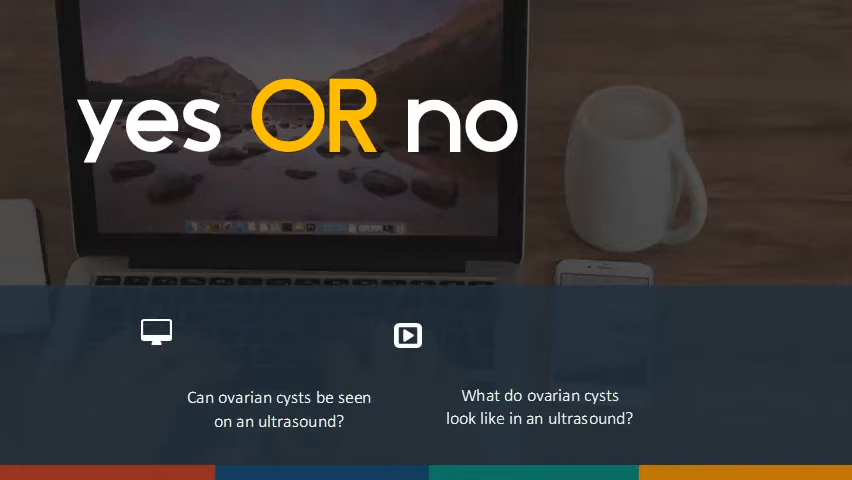 yes OR no
Can ovarian cysts be seen
on an ultrasound?
What do ovarian cysts
look like in an ultrasound?